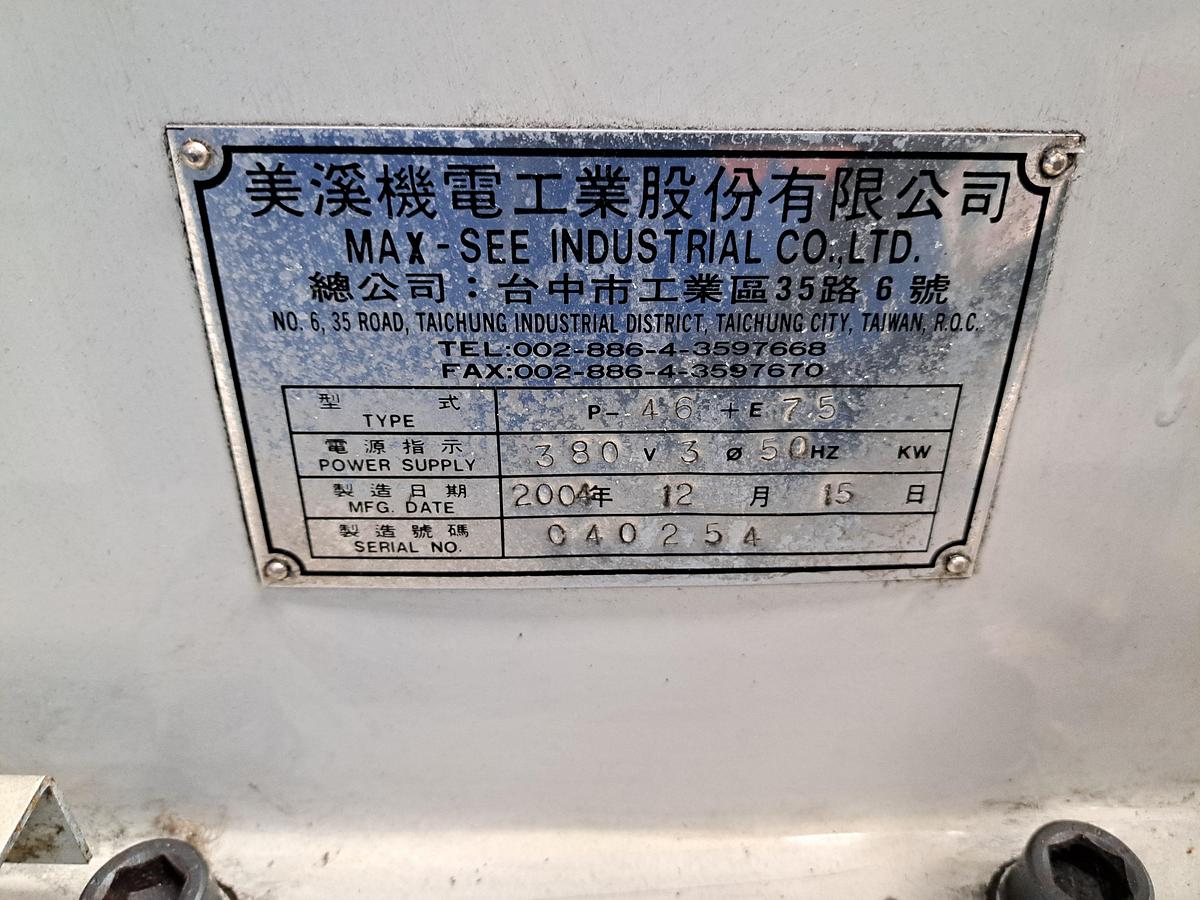 美溪機電工業股份有限公司
MAX-SEE INDUSTRIAL CO.,LTD.
總公司：台中市工業區35路6號
NO. 6, 35 ROAD, TAICHUNG INDUSTRIAL DISTRICT, TAICHUNG CITY, TAIWAN, R.O.C.
TEL:002-886-4-3597668
FAX:002-886-4-3597670
型式 P-46+E75
TYPE
電源指示 380 V 3 ø 50 HZ KW
POWER SUPPLY
製造日期 2004年 12 月 15 日
MFG. DATE
製造號碼 040254
SERIAL NO.